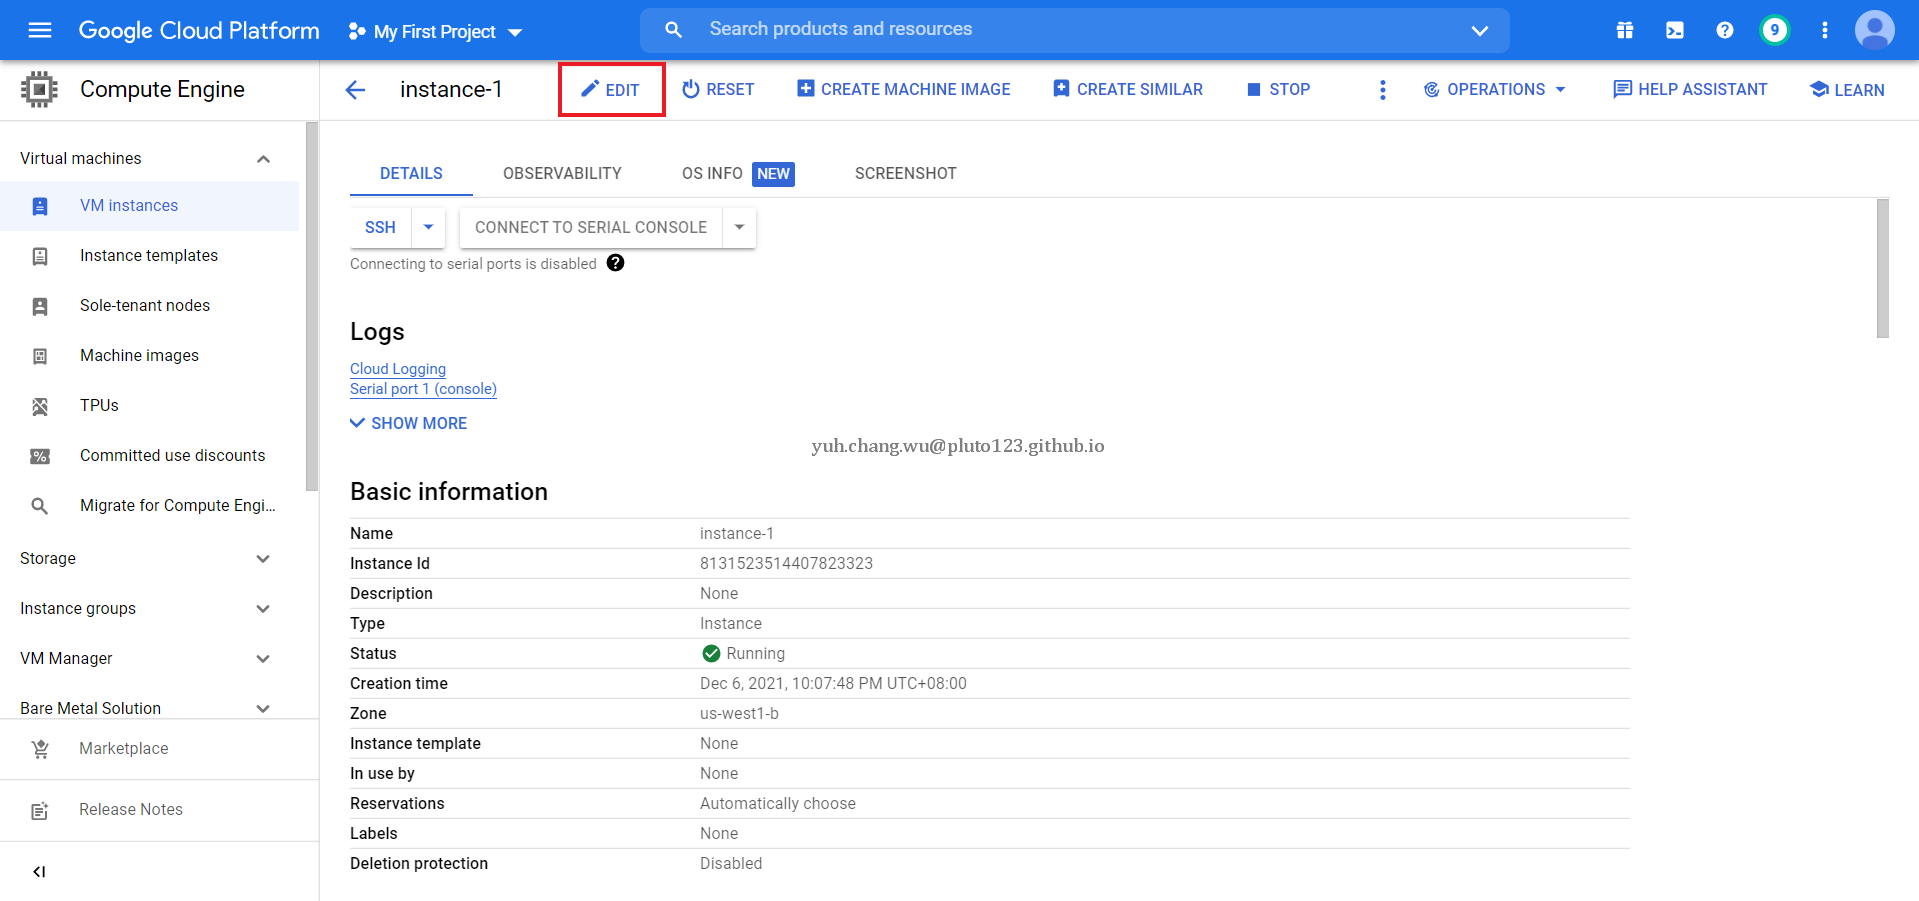 Google Cloud Platform My First Project Search products and resources 9
Compute Engine instance-1 EDIT RESET CREATE MACHINE IMAGE CREATE SIMILAR STOP OPERATIONS HELP ASSISTANT LEARN
Virtual machines
VM instances
Instance templates
Sole-tenant nodes
Machine images
TPUs
Committed use discounts
Migrate for Compute Engi...
Storage
Instance groups
VM Manager
Bare Metal Solution
Marketplace
Release Notes
DETAILS OBSERVABILITY OS INFO NEW SCREENSHOT
SSH CONNECT TO SERIAL CONSOLE
Connecting to serial ports is disabled
Logs
Cloud Logging
Serial port 1 (console)
SHOW MORE
yuh.chang.wu@pluto123.github.io
Basic information
Name instance-1
Instance Id 8131523514407823323
Description None
Type Instance
Status Running
Creation time Dec 6, 2021, 10:07:48 PM UTC+08:00
Zone us-west1-b
Instance template None
In use by None
Reservations Automatically choose
Labels None
Deletion protection Disabled